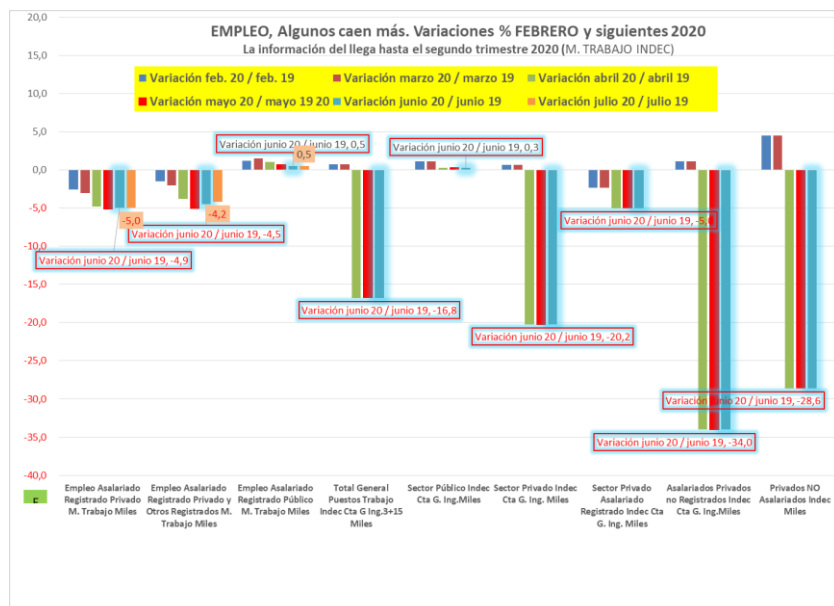 EMPLEO, Algunos caen más. Variaciones % FEBRERO y siguientes 2020
La información del llega hasta el segundo trimestre 2020 (M. TRABAJO INDEC)
Variación feb. 20 / feb. 19
Variación marzo 20 / marzo 19
Variación abril 20 / abril 19
Variación mayo 20 / mayo 19 20
Variación junio 20 / junio 19
Variación julio 20 / julio 19
20,0
15,0
10,0
5,0
0,0
-5,0
-10,0
-15,0
-20,0
-25,0
-30,0
-35,0
-40,0
Variación junio 20 / junio 19, 0,5
0,5
Variación junio 20 / junio 19, 0,3
-5,0
-4,2
Variación junio 20 / junio 19, -4,5
Variación junio 20 / junio 19, -5,0
Variación junio 20 / junio 19, -4,9
Variación junio 20 / junio 19, -16,8
Variación junio 20 / junio 19, -20,2
Variación junio 20 / junio 19, -28,6
Variación junio 20 / junio 19, -34,0
Empleo Asalariado
Registrado Privado
M. Trabajo Miles
Empleo Asalariado
Registrado Privado y
Otros Registrados M.
Trabajo Miles
Empleo Asalariado
Registrado Público
M. Trabajo Miles
Total General
Puestos Trabajo
Indec Cta G Ing.3+15
Miles
Sector Público Indec
Cta G. Ing.Miles
Sector Privado Indec
Cta G. Ing. Miles
Sector Privado
Asalariado
Registrado Indec Cta
G. Ing. Miles
Asalariados Privados
no Registrados Indec
Cta G. Ing.Miles
Privados NO
Asalariados Indec
Miles